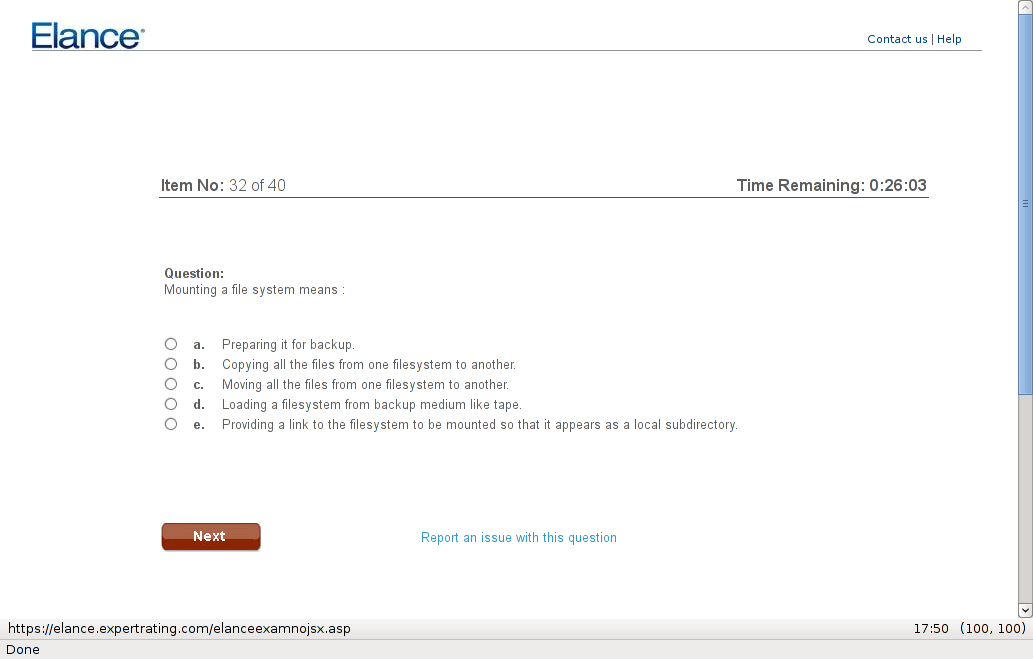 Elance
Contact us | Help
Item No: 32 of 40
Time Remaining: 0:26:03
Question:
Mounting a file system means :
a. Preparing it for backup.
b. Copying all the files from one filesystem to another.
c. Moving all the files from one filesystem to another.
d. Loading a filesystem from backup medium like tape.
e. Providing a link to the filesystem to be mounted so that it appears as a local subdirectory.
Next
Report an issue with this question
https://elance.expertrating.com/elanceexamnojsx.asp
17:50 (100, 100)
Done